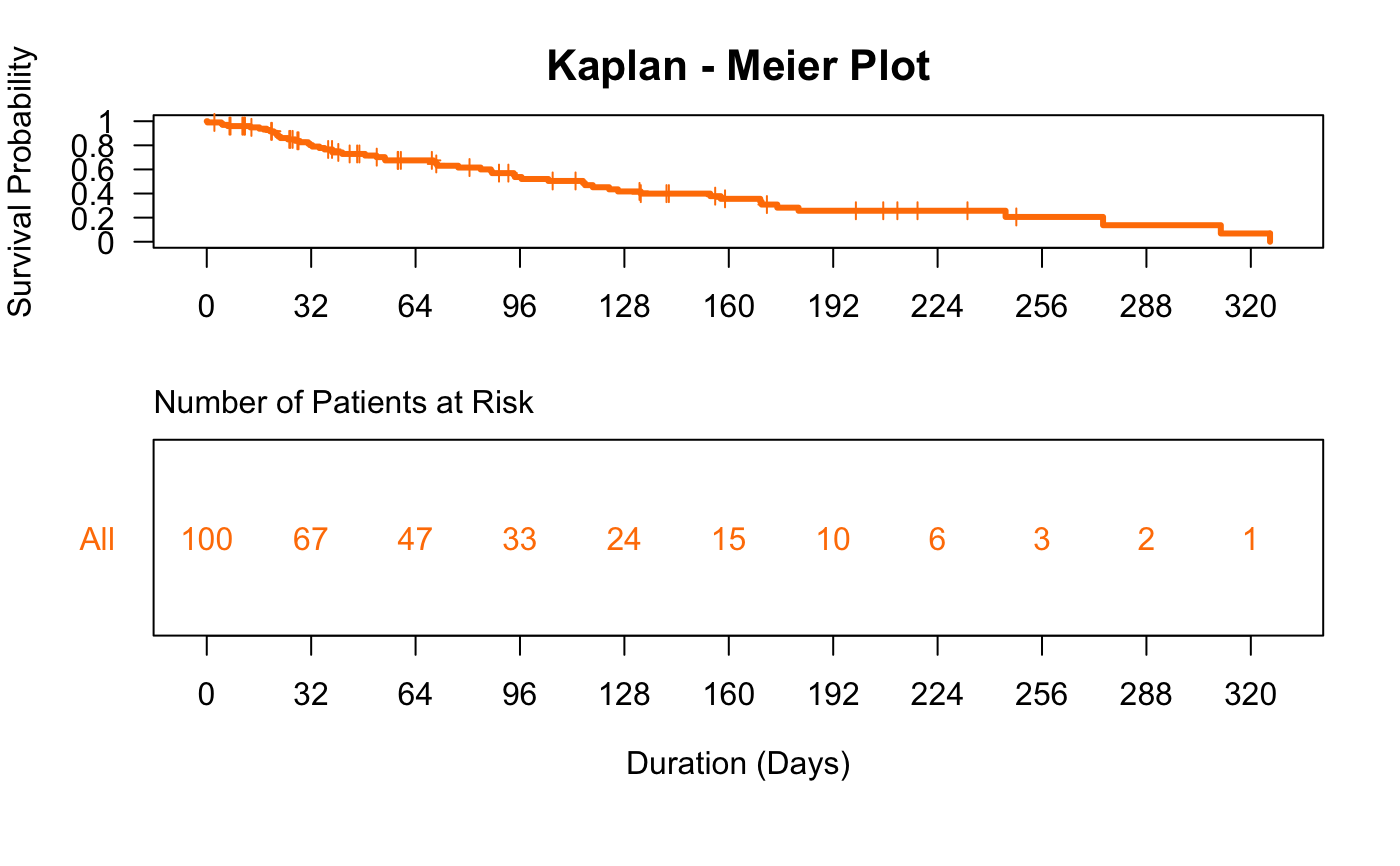 Kaplan - Meier Plot
Survival Probability
1
0.8
0.6
0.4
0.2
0
0 32 64 96 128 160 192 224 256 288 320
Number of Patients at Risk
All 100 67 47 33 24 15 10 6 3 2 1
0 32 64 96 128 160 192 224 256 288 320
Duration (Days)